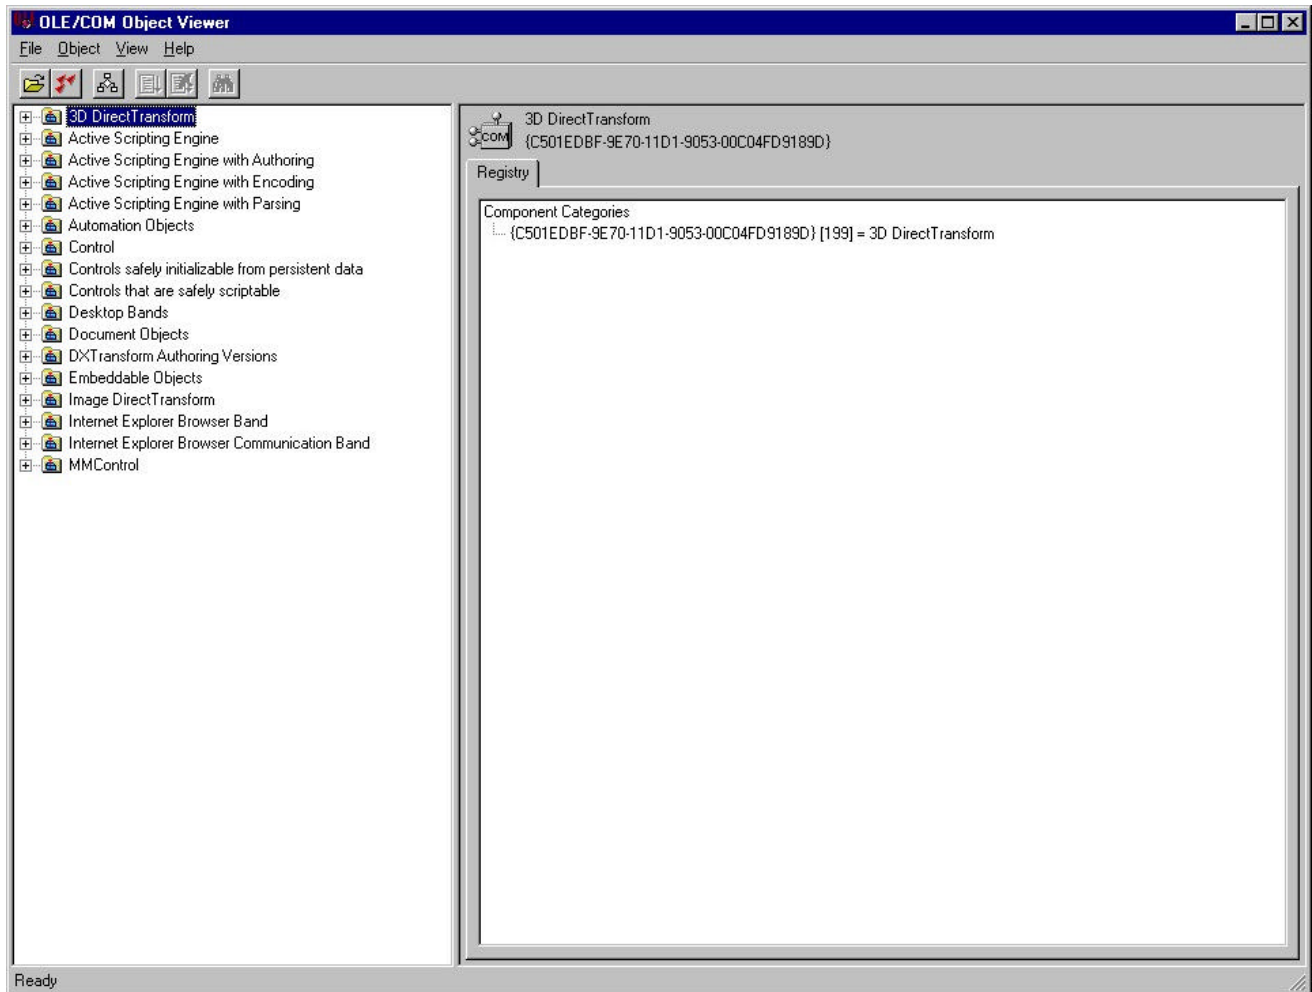 OLE/COM Object Viewer
File Object View Help
3D DirectTransform
Active Scripting Engine
Active Scripting Engine with Authoring
Active Scripting Engine with Encoding
Active Scripting Engine with Parsing
Automation Objects
Control
Controls safely initializable from persistent data
Controls that are safely scriptable
Desktop Bands
Document Objects
DXTransform Authoring Versions
Embeddable Objects
Image DirectTransform
Internet Explorer Browser Band
Internet Explorer Browser Communication Band
MMControl
COM
3D DirectTransform
{C501EDBF-9E70-11D1-9053-00C04FD9189D}
Registry
Component Categories
{C501EDBF-9E70-11D1-9053-00C04FD9189D} [199] = 3D DirectTransform
Ready